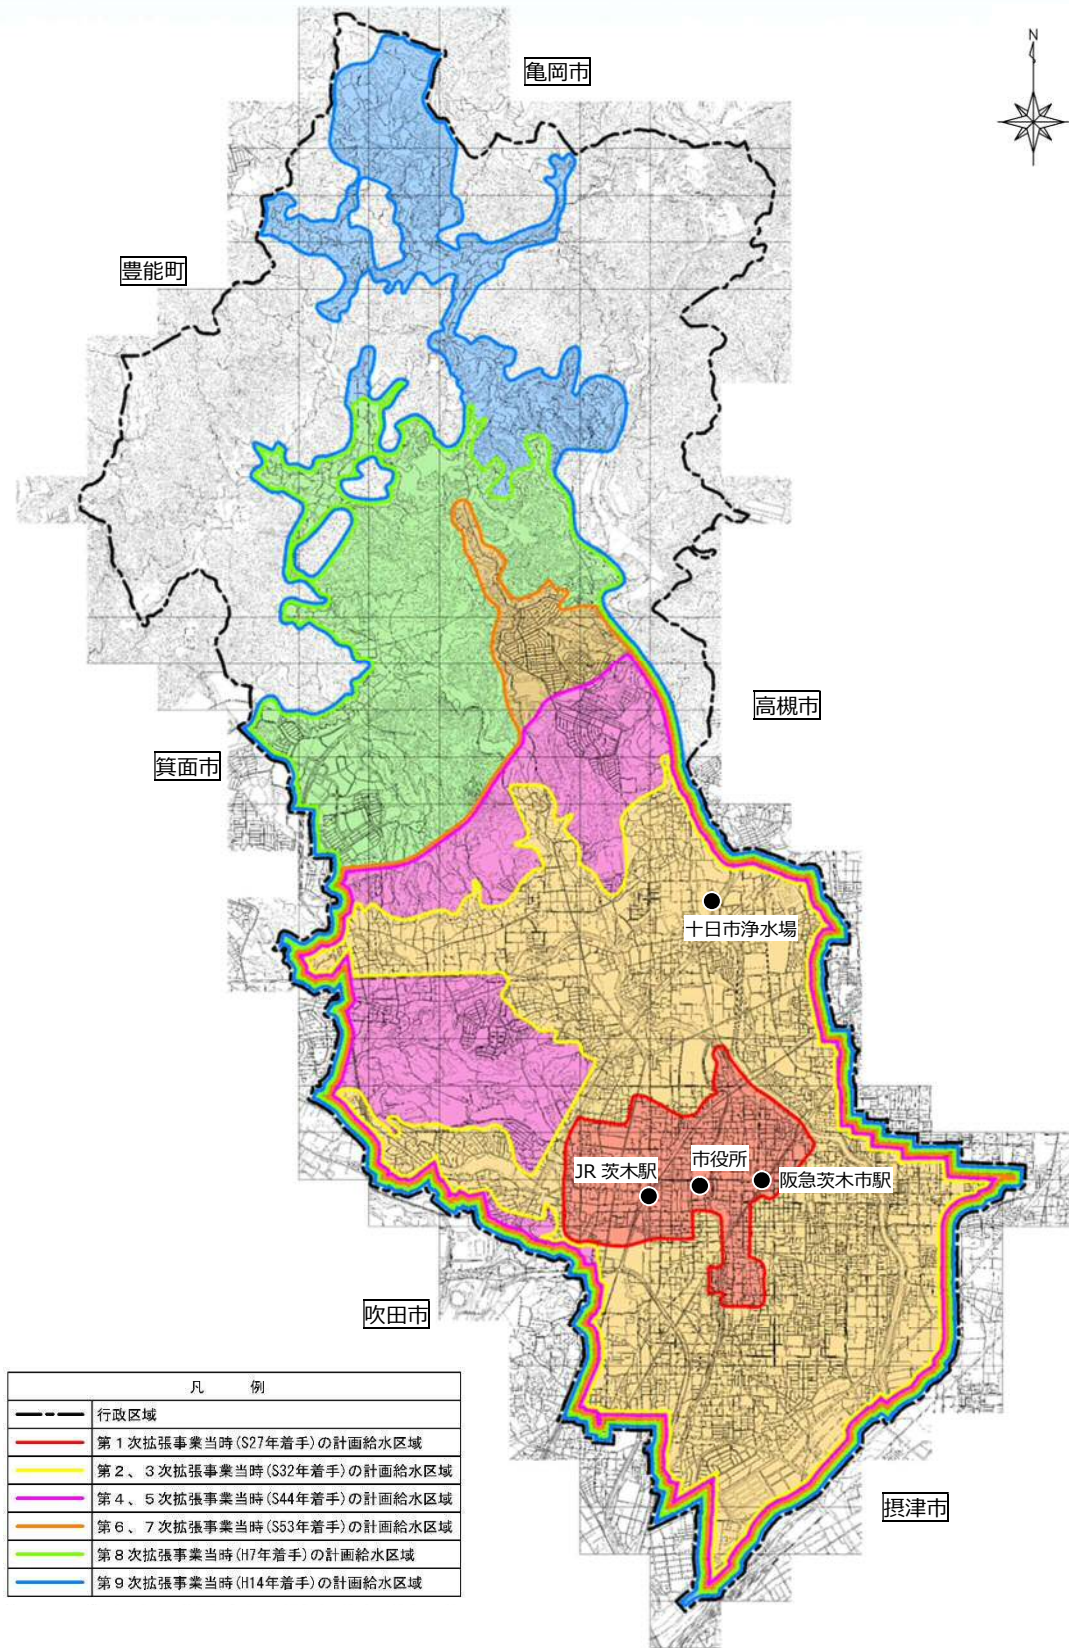 N
亀岡市
豊能町
高槻市
箕面市
十日市浄水場
市役所
JR 茨木駅
阪急茨木市駅
吹田市
摂津市
凡 例
行政区域
第1次拡張事業当時(S27年着手)の計画給水区域
第2、3次拡張事業当時(S32年着手)の計画給水区域
第4、5次拡張事業当時(S44年着手)の計画給水区域
第6、7次拡張事業当時(S53年着手)の計画給水区域
第8次拡張事業当時(H7年着手)の計画給水区域
第9次拡張事業当時(H14年着手)の計画給水区域